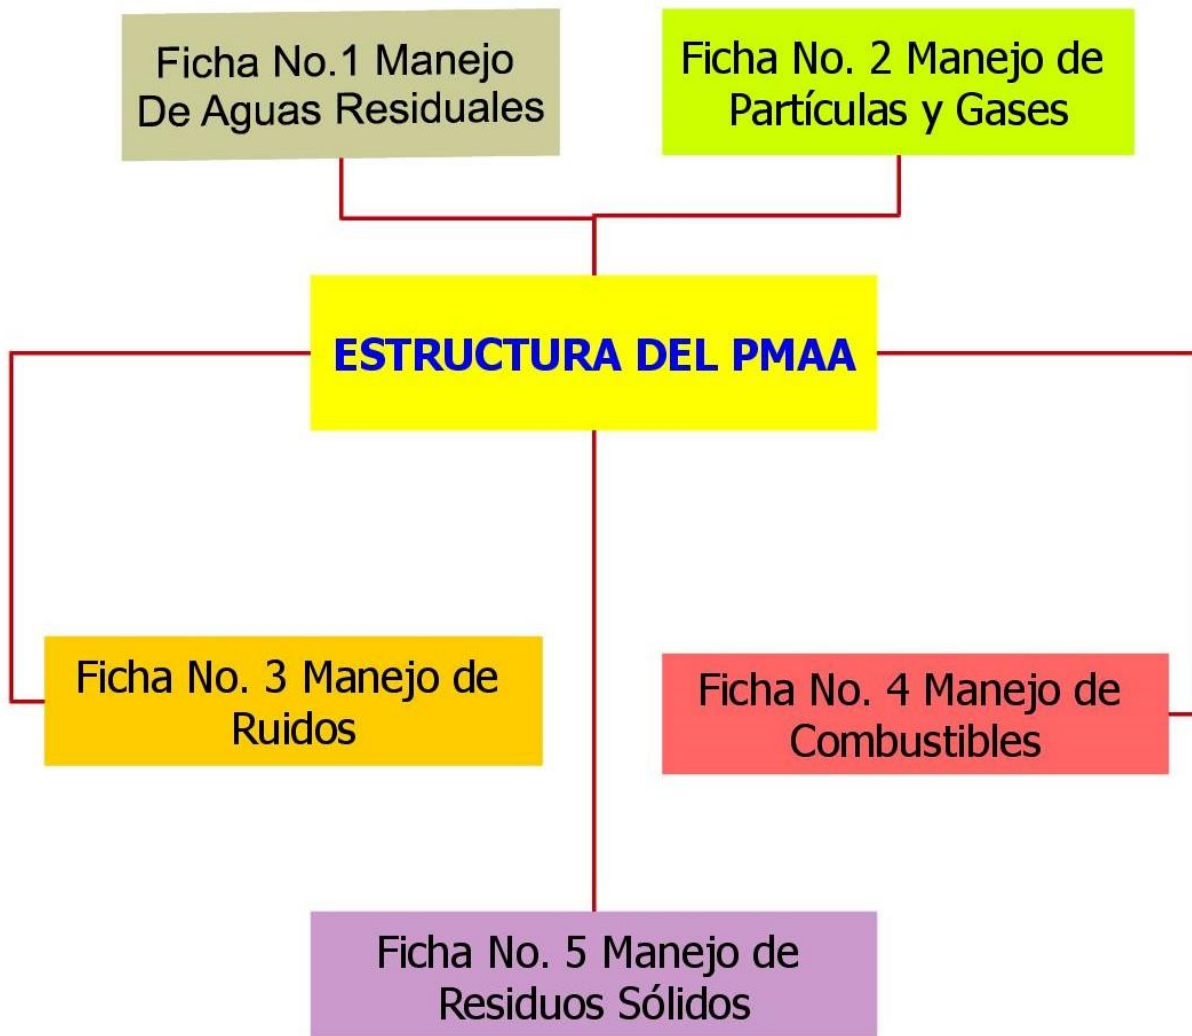 Ficha No.1 Manejo
De Aguas Residuales
Ficha No. 2 Manejo de
Partículas y Gases
ESTRUCTURA DEL PMAA
Ficha No. 3 Manejo de
Ruidos
Ficha No. 4 Manejo de
Combustibles
Ficha No. 5 Manejo de
Residuos Sólidos